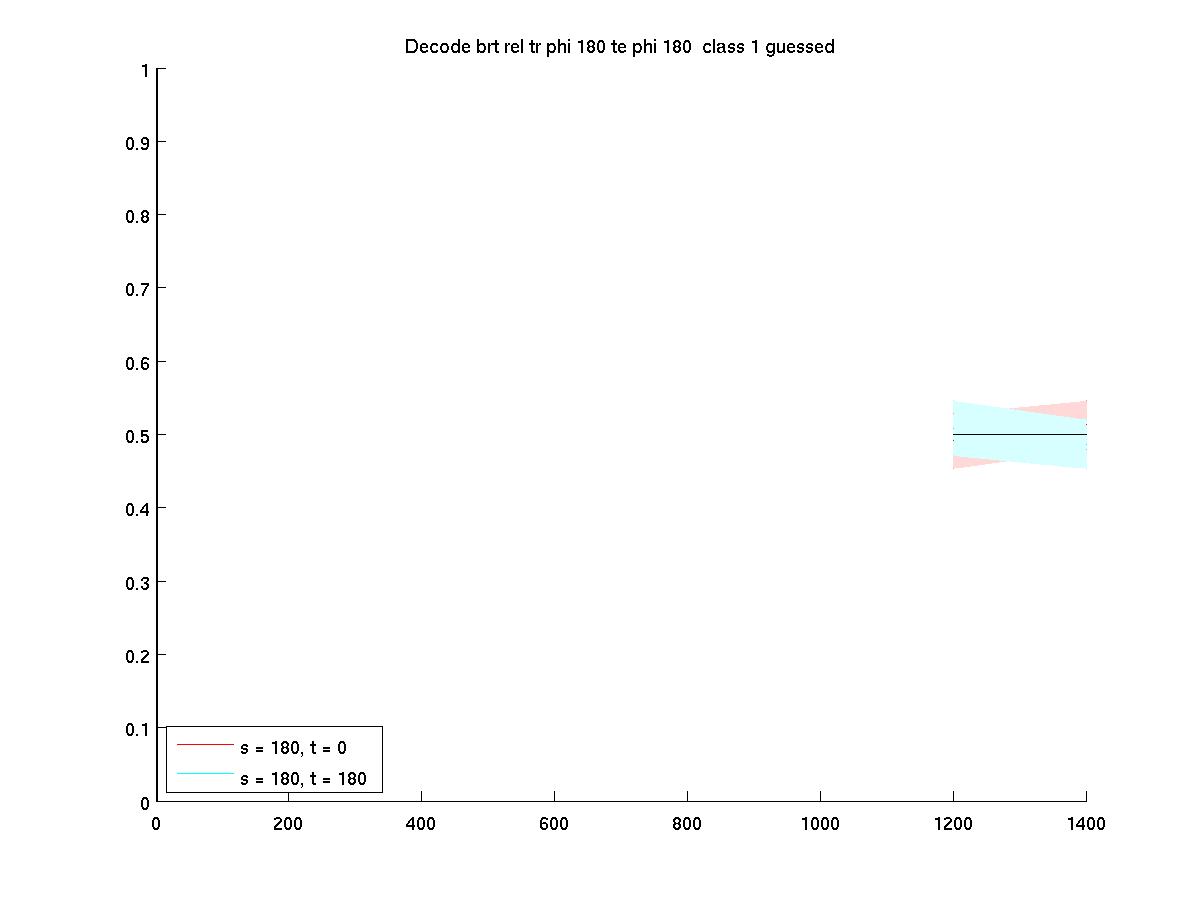 Decode brt rel tr phi 180 te phi 180  class 1 guessed
1
0.9
0.8
0.7
0.6
0.5
0.4
0.3
0.2
0.1
0
s = 180, t = 0
s = 180, t = 180
0 200 400 600 800 1000 1200 1400